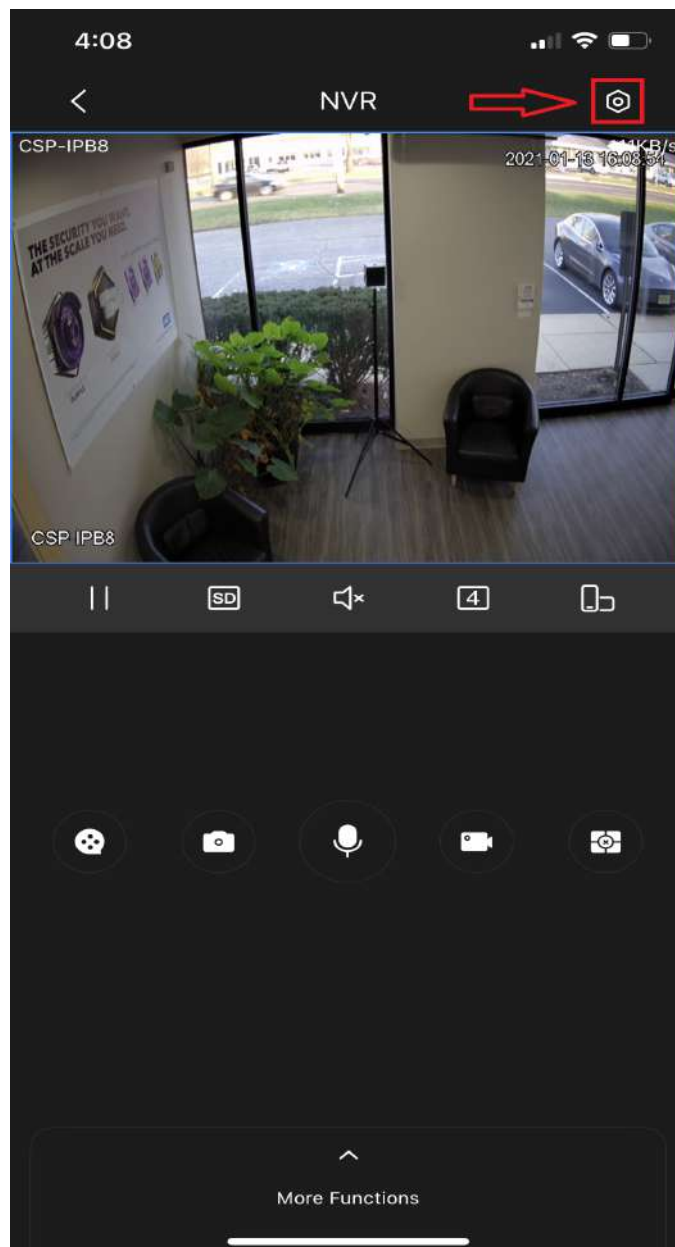 4:08
NVR
CSP-IPB8
KB/s
2021-01-13 16:08:54
THE SECURITY YOU WANT.
AT THE SCALE YOU NEED.
CSP IPB8
SD
4
More Functions